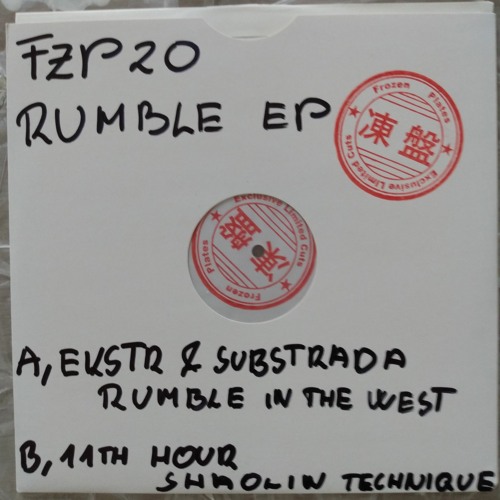 FZP20
RUMBLE EP
Frozen Plates
凍盤
Exclusive Limited Cuts
Exclusive Limited Cuts
凍盤
Frozen Plates
A, EKSTR & SUBSTRADA
RUMBLE IN THE WEST
B, 11TH HOUR
SHAOLIN TECHNIQUE